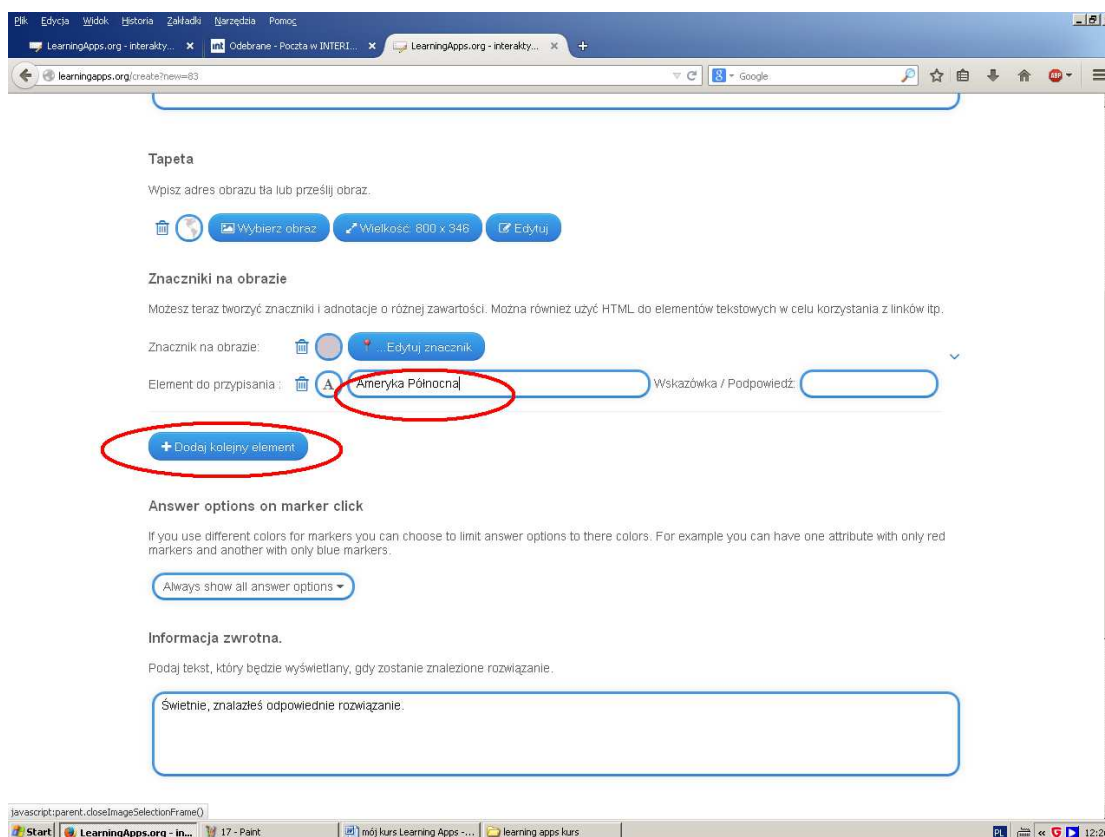 Plik Edycja Widok Historia Zakładki Narzędzia Pomoc
LearningApps.org - interakty... Odebrane - Poczta w INTERI... LearningApps.org - interakty...
learningapps.org/create?new=83 Google
Tapeta
Wpisz adres obrazu tła lub prześlij obraz.
Wybierz obraz Wielkość: 800 x 346 Edytuj
Znaczniki na obrazie
Możesz teraz tworzyć znaczniki i adnotacje o różnej zawartości. Można również użyć HTML do elementów tekstowych w celu korzystania z linków itp.
Znacznik na obrazie: ...Edytuj znacznik
Element do przypisania : A Ameryka Północna Wskazówka / Podpowiedź:
+ Dodaj kolejny element
Answer options on marker click
If you use different colors for markers you can choose to limit answer options to there colors. For example you can have one attribute with only red
markers and another with only blue markers.
Always show all answer options
Informacja zwrotna.
Podaj tekst, który będzie wyświetlany, gdy zostanie znalezione rozwiązanie.
Świetnie, znalazłeś odpowiednie rozwiązanie.
javascript:parent.closeImageSelectionFrame()
Start LearningApps.org - in... 17 - Paint mój kurs Learning Apps -... learning apps kurs PL